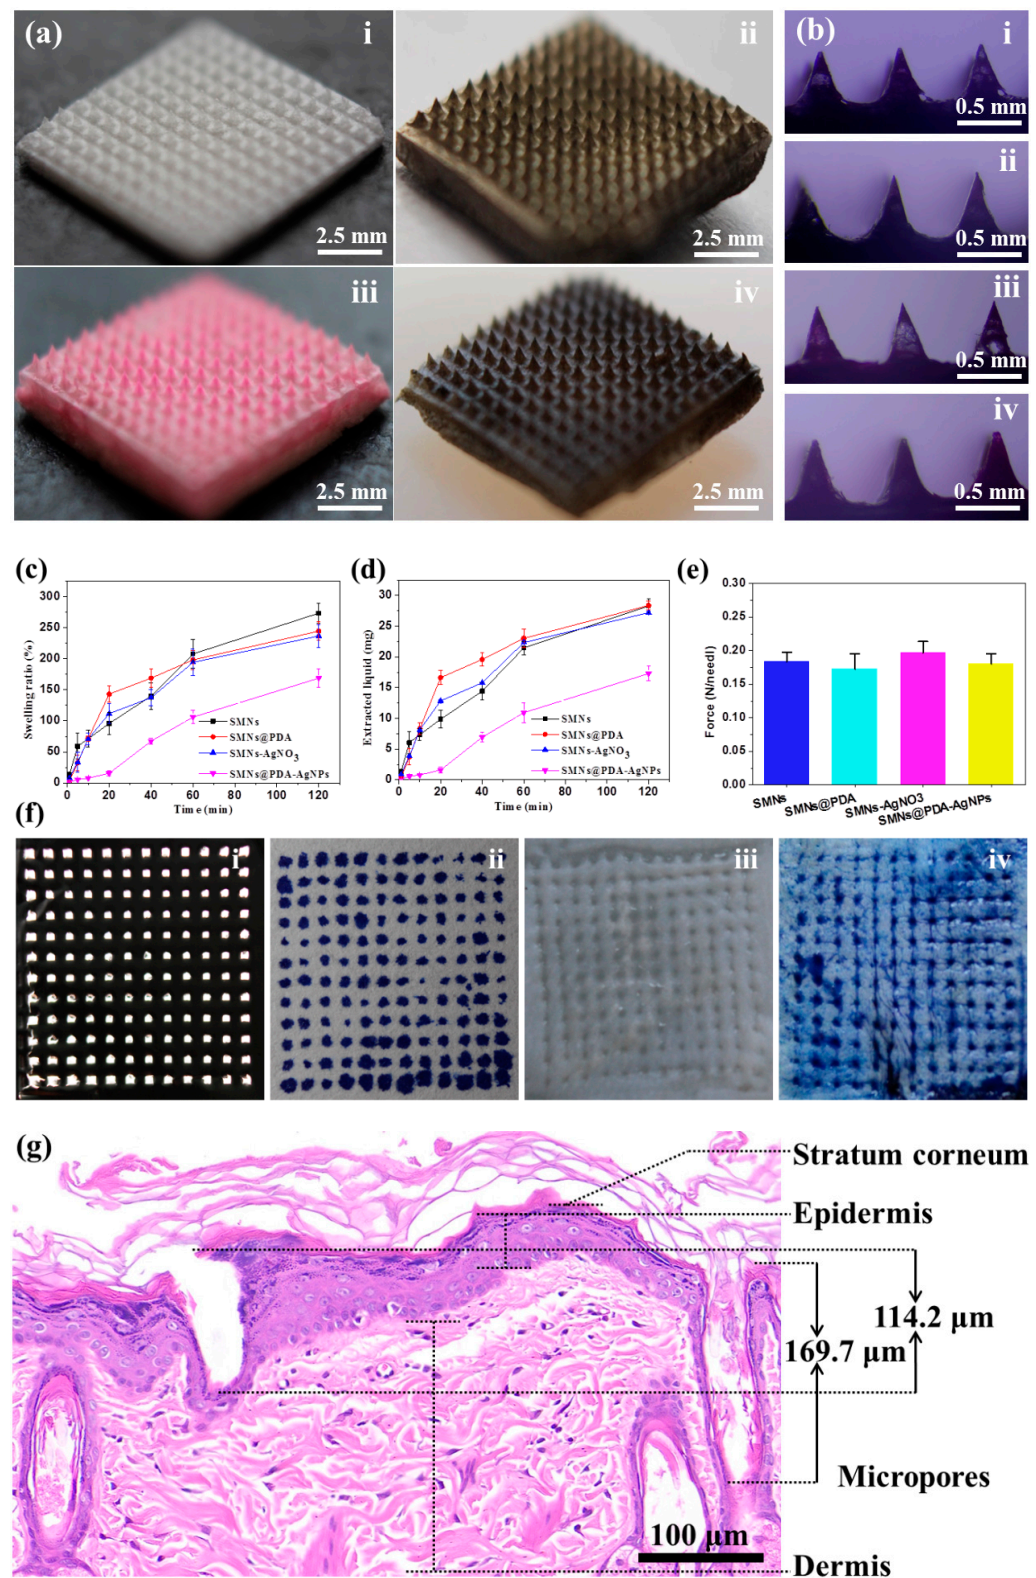 (a)
i
2.5 mm
ii
2.5 mm
iii
2.5 mm
iv
2.5 mm
(b)
i
0.5 mm
ii
0.5 mm
iii
0.5 mm
iv
0.5 mm
(c)
300
250
200
150
100
50
0
Swelling ratio (%)
0 20 40 60 80 100 120
Time (min)
SMNs
SMNs@PDA
SMNs-AgNO3
SMNs@PDA-AgNPs
(d)
30
25
20
15
10
5
0
Extracted liquid (mg)
0 20 40 60 80 100 120
Time (min)
SMNs
SMNs@PDA
SMNs-AgNO3
SMNs@PDA-AgNPs
(e)
0.30
0.25
0.20
0.15
0.10
0.05
0.00
Force (N/needl)
SMNs
SMNs@PDA
SMNs-AgNO3
SMNs@PDA-AgNPs
(f)
i
ii
iii
iv
(g)
Stratum corneum
Epidermis
114.2 μm
169.7 μm
Micropores
100 μm
Dermis